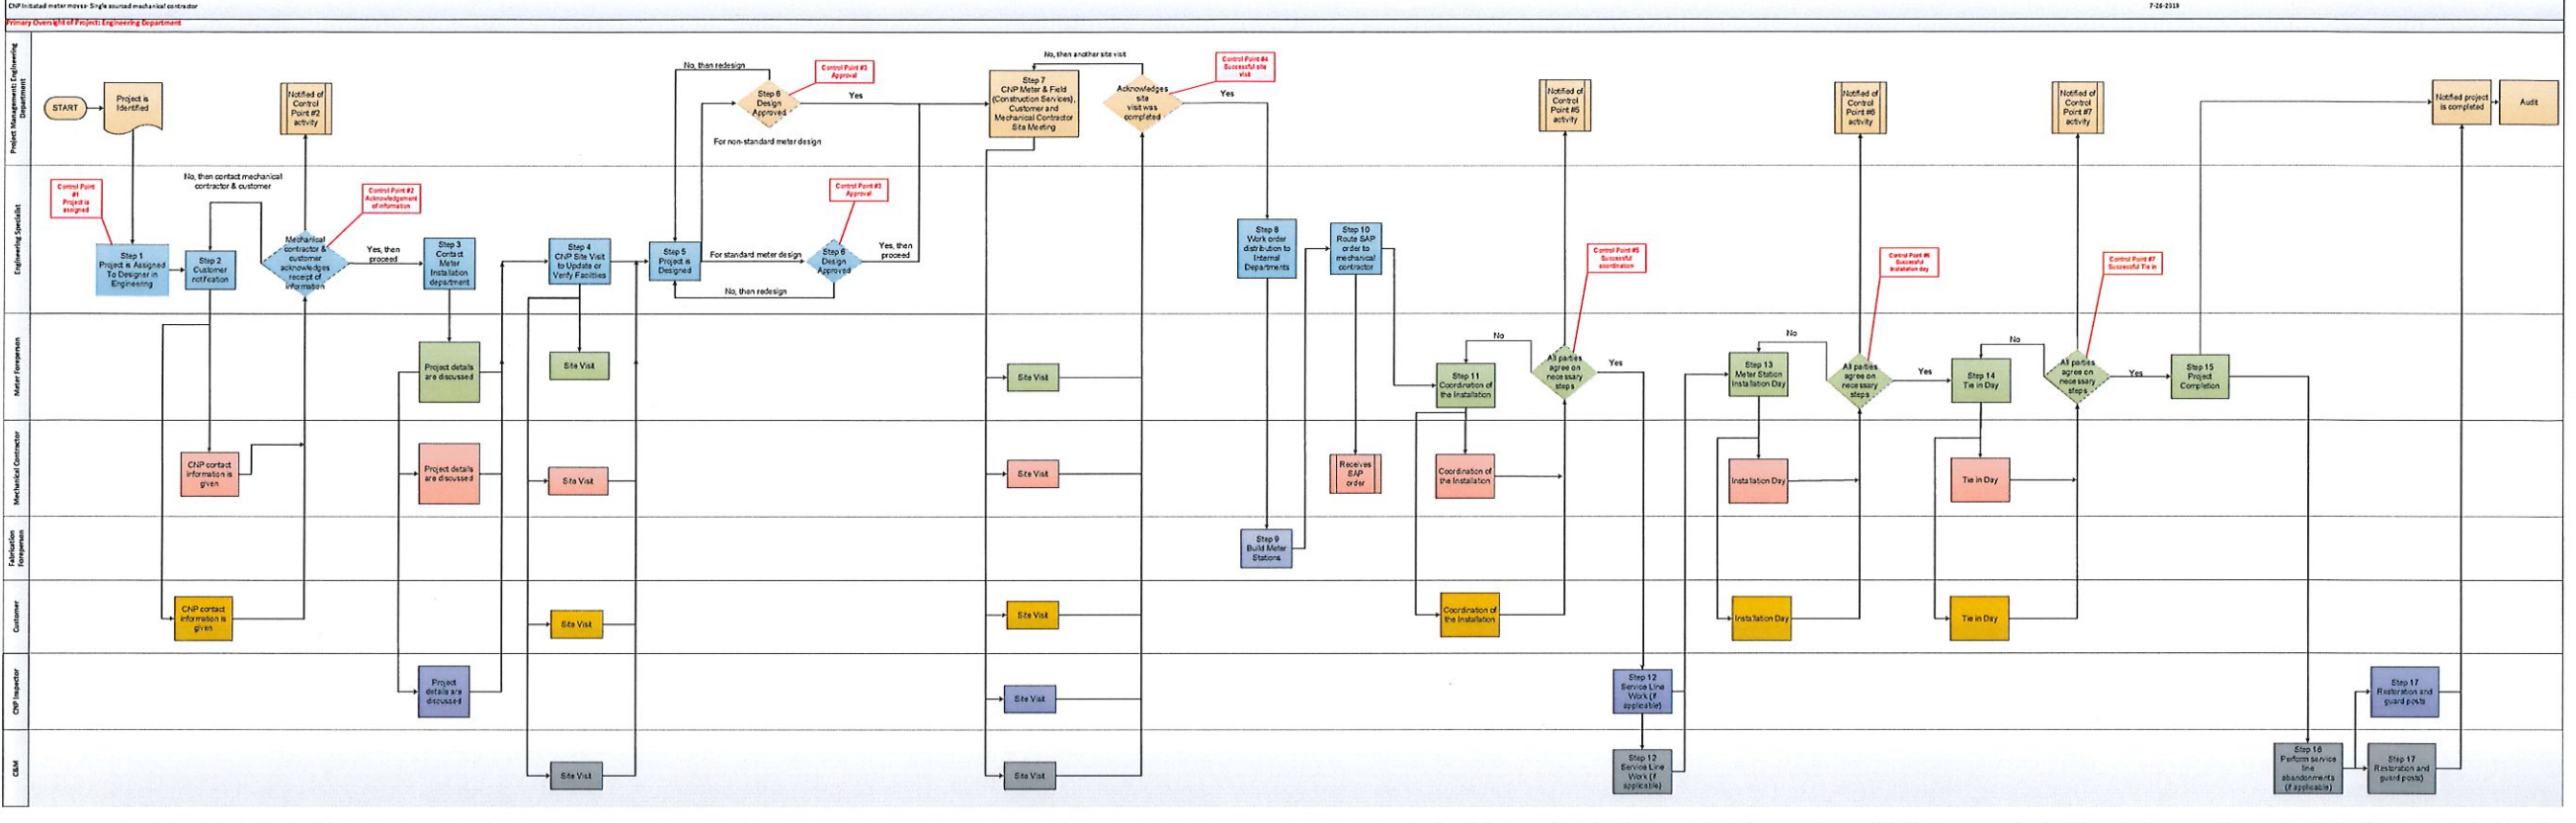 CNP Initiated meter moves- Single sourced mechanical contractor
7-26-2019
Primary Oversight of Project: Engineering Department
Project Management: Engineering
Department
START
Project is
Identified
Notified of
Control
Point #2
activity
No, then redesign
Step 6
Design
Approved
Control Point #3
Approval
Yes
For non-standard meter design
Step 7
CNP Meter & Field
(Construction Services),
Customer and
Mechanical Contractor
Site Meeting
No, then another site visit
Acknowledges
site
visit was
completed
Control Point #4
Successful site
visit
Yes
Notified of
Control
Point #5
activity
Notified of
Control
Point #6
activity
Notified of
Control
Point #7
activity
Notified project
is completed
Audit
Engineering Specialist
Control Point
#1
Project is
assigned
Step 1
Project is Assigned
To Designer in
Engineering
No, then contact mechanical
contractor & customer
Step 2
Customer
notification
Mechanical
contractor &
customer
acknowledges
receipt of
information
Control Point #2
Acknowledgement
of information
Yes, then
proceed
Step 3
Contact
Meter
Installation
department
Step 4
CNP Site Visit
to Update or
Verify Facilities
Step 5
Project is
Designed
For standard meter design
Step 6
Design
Approved
Control Point #3
Approval
Yes, then
proceed
No, then redesign
Step 8
Work order
distribution to
Internal
Departments
Step 10
Route SAP
order to
mechanical
contractor
Control Point #5
Successful
coordination
Control Point #6
Successful
Installation day
Control Point #7
Successful Tie in
Meter Foreperson
Project details
are discussed
Site Visit
Site Visit
Step 11
Coordination of
the Installation
No
All parties
agree on
necessary
steps
Yes
Step 13
Meter Station
Installation Day
No
All parties
agree on
necessary
steps
Yes
Step 14
Tie in Day
No
All parties
agree on
necessary
steps
Yes
Step 15
Project
Completion
Mechanical Contractor
CNP contact
information is
given
Project details
are discussed
Site Visit
Site Visit
Receives
SAP
order
Coordination of
the Installation
Installation Day
Tie in Day
Fabrication
Foreperson
Step 9
Build Meter
Stations
Customer
CNP contact
information is
given
Site Visit
Site Visit
Coordination of
the Installation
Installation Day
Tie in Day
CNP Inspector
Project
details are
discussed
Site Visit
Step 12
Service Line
Work (if
applicable)
Step 17
Restoration and
guard posts
C&M
Site Visit
Site Visit
Step 12
Service Line
Work (if
applicable)
Step 16
Perform service
line
abandonments
(if applicable)
Step 17
Restoration and
guard posts)